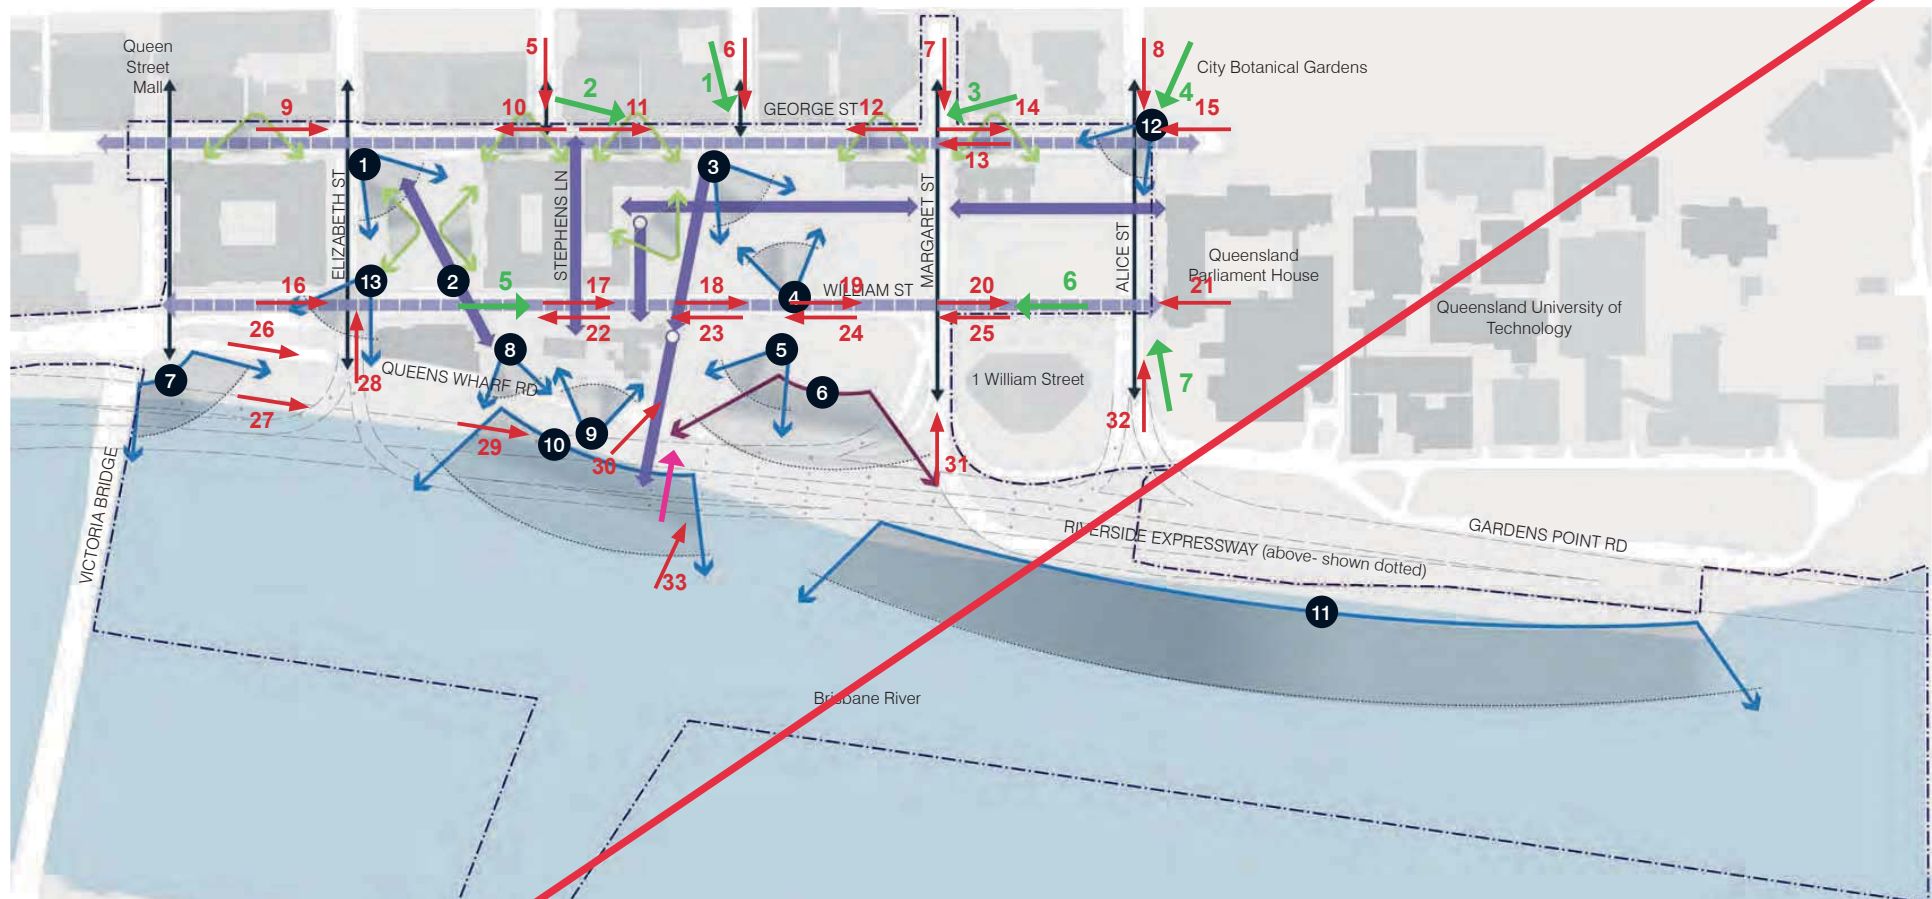 Queen
Street
Mall
5
6
7
8
City Botanical Gardens
1
2
3
4
9
10
11
GEORGE ST
12
14
15
12
13
1
3
ELIZABETH ST
STEPHENS LN
MARGARET ST
ALICE ST
Queensland
Parliament House
13
2
5
4
WILLIAM ST
16
17
18
19
20
6
21
22
23
24
25
Queensland University of
Technology
26
28
8
5
7
QUEENS WHARF RD
6
1 William Street
7
27
29
10
9
30
31
32
VICTORIA BRIDGE
RIVERSIDE EXPRESSWAY (above- shown dotted)
GARDENS POINT RD
33
11
Brisbane River